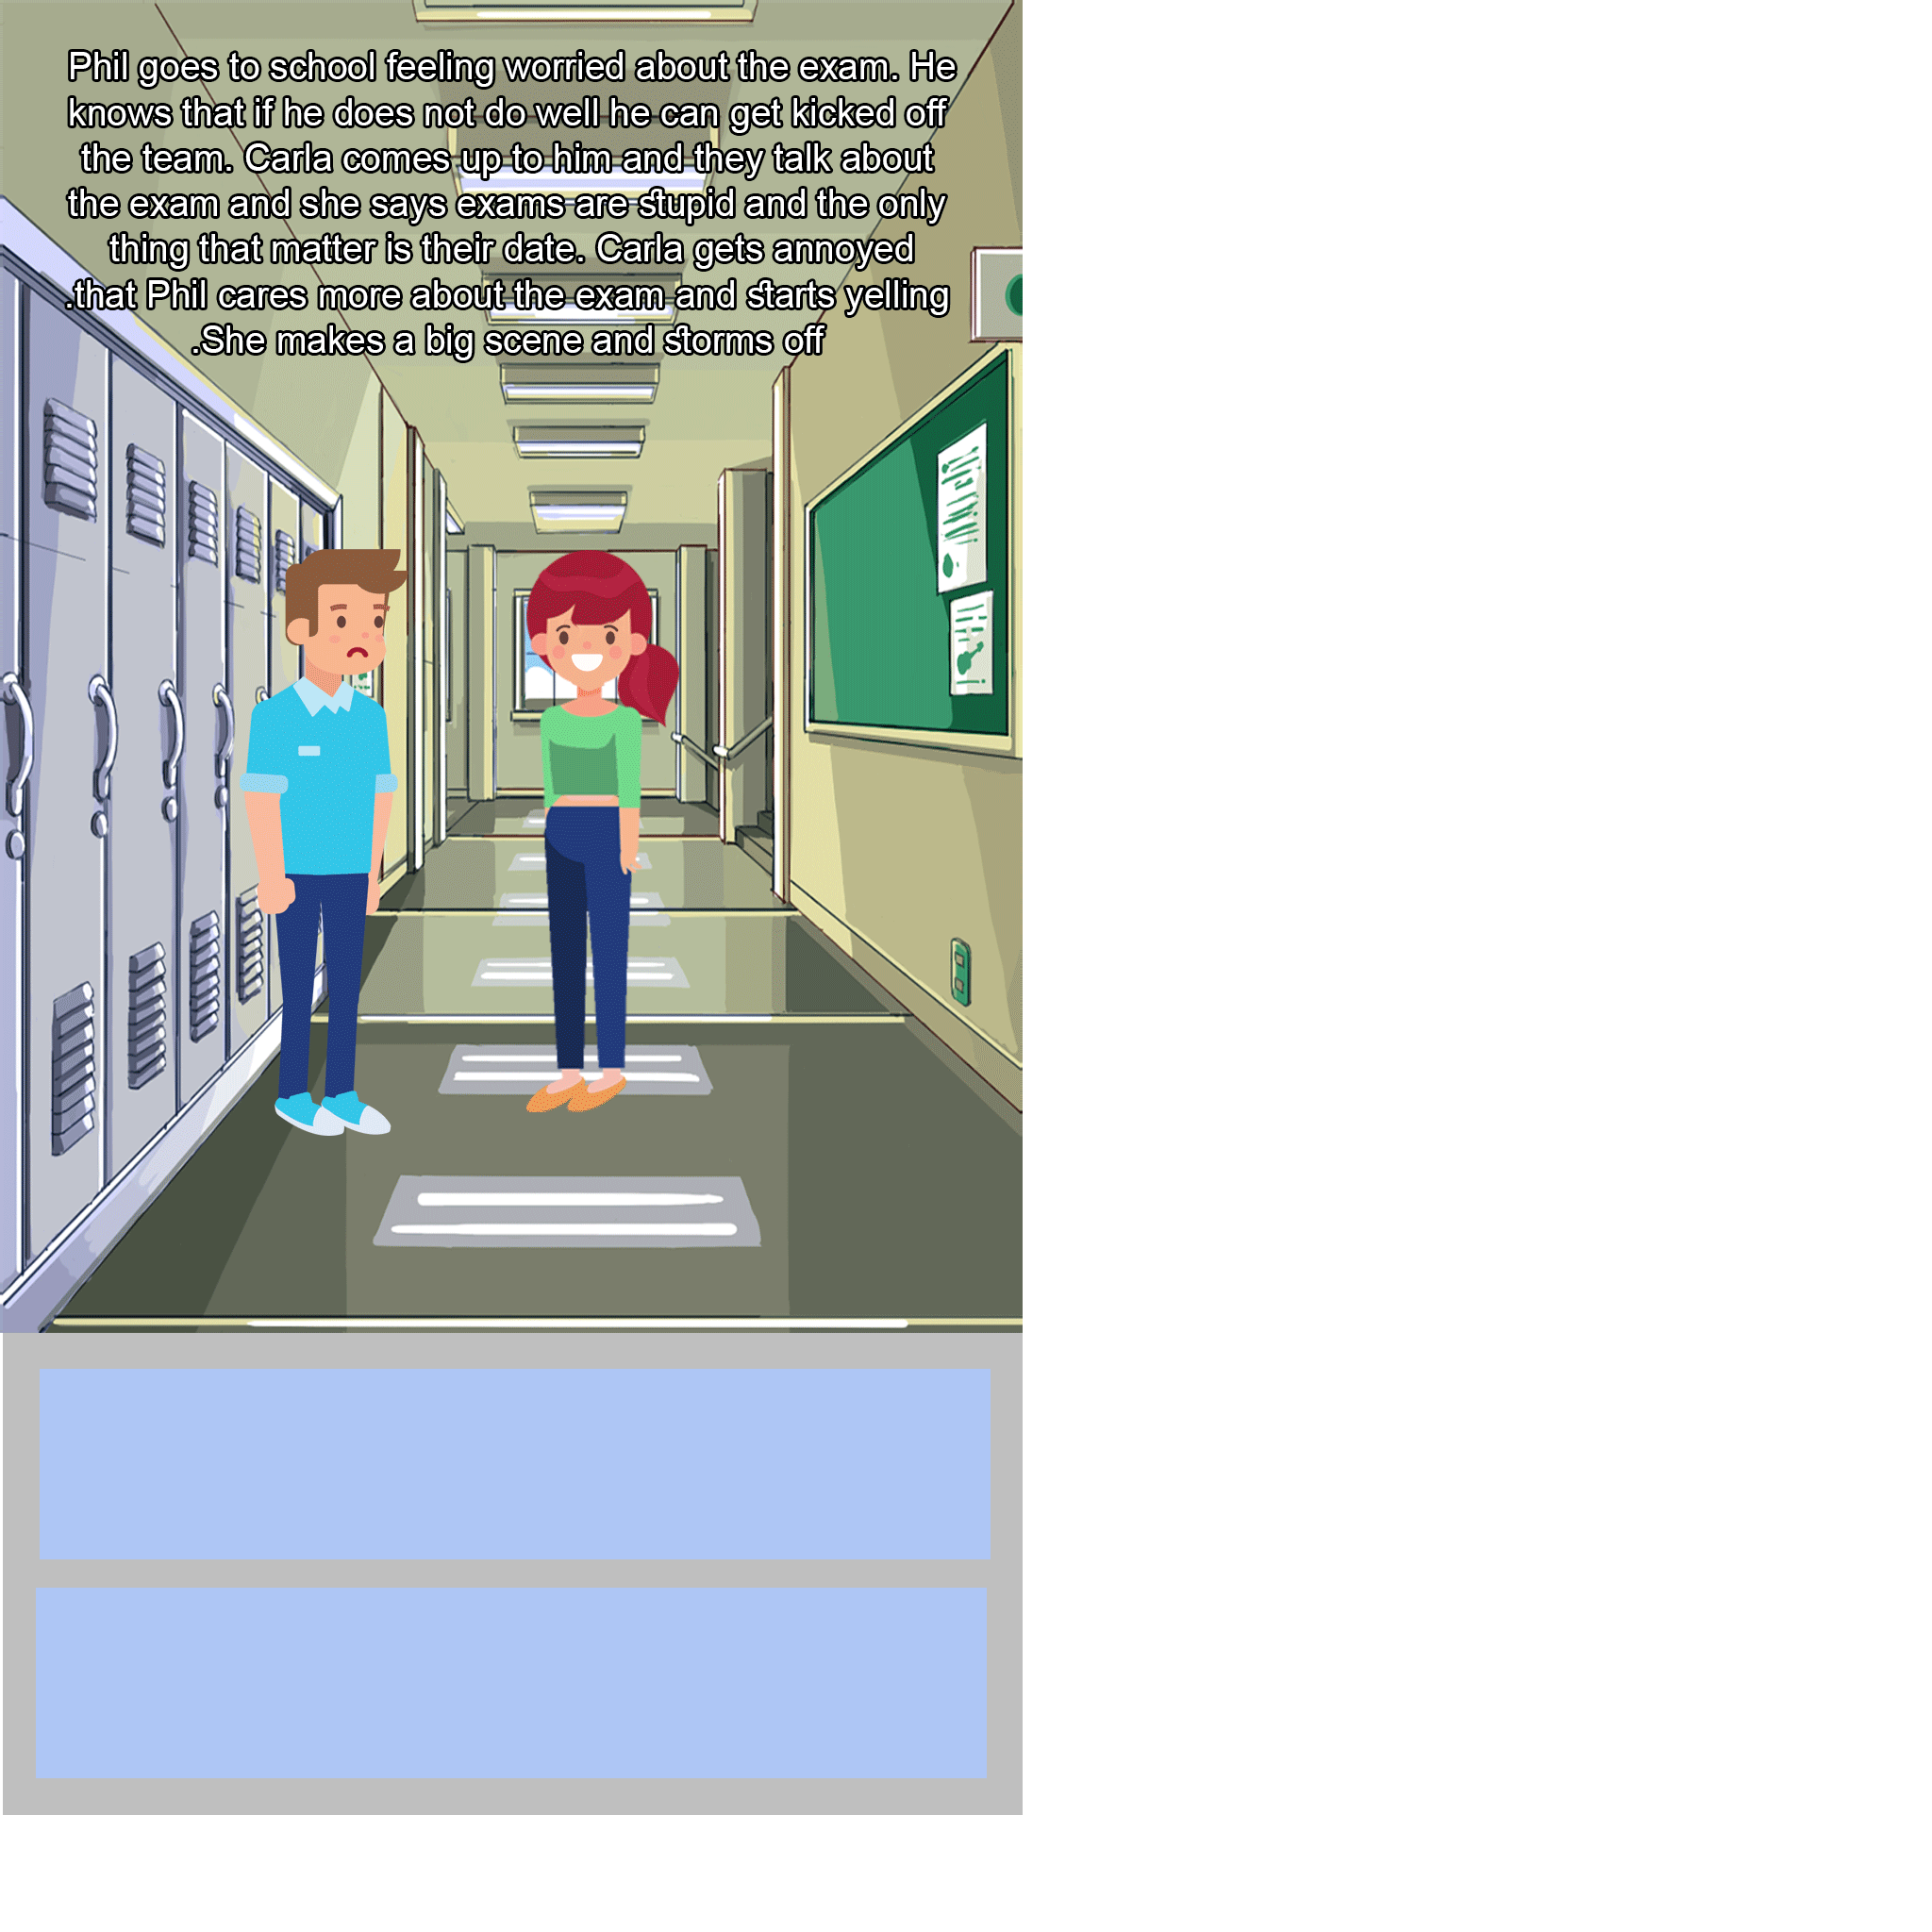 Phil goes to school feeling worried about the exam. He
knows that if he does not do well he can get kicked off
the team. Carla comes up to him and they talk about
the exam and she says exams are stupid and the only
thing that matter is their date. Carla gets annoyed
.that Phil cares more about the exam and starts yelling
.She makes a big scene and storms off